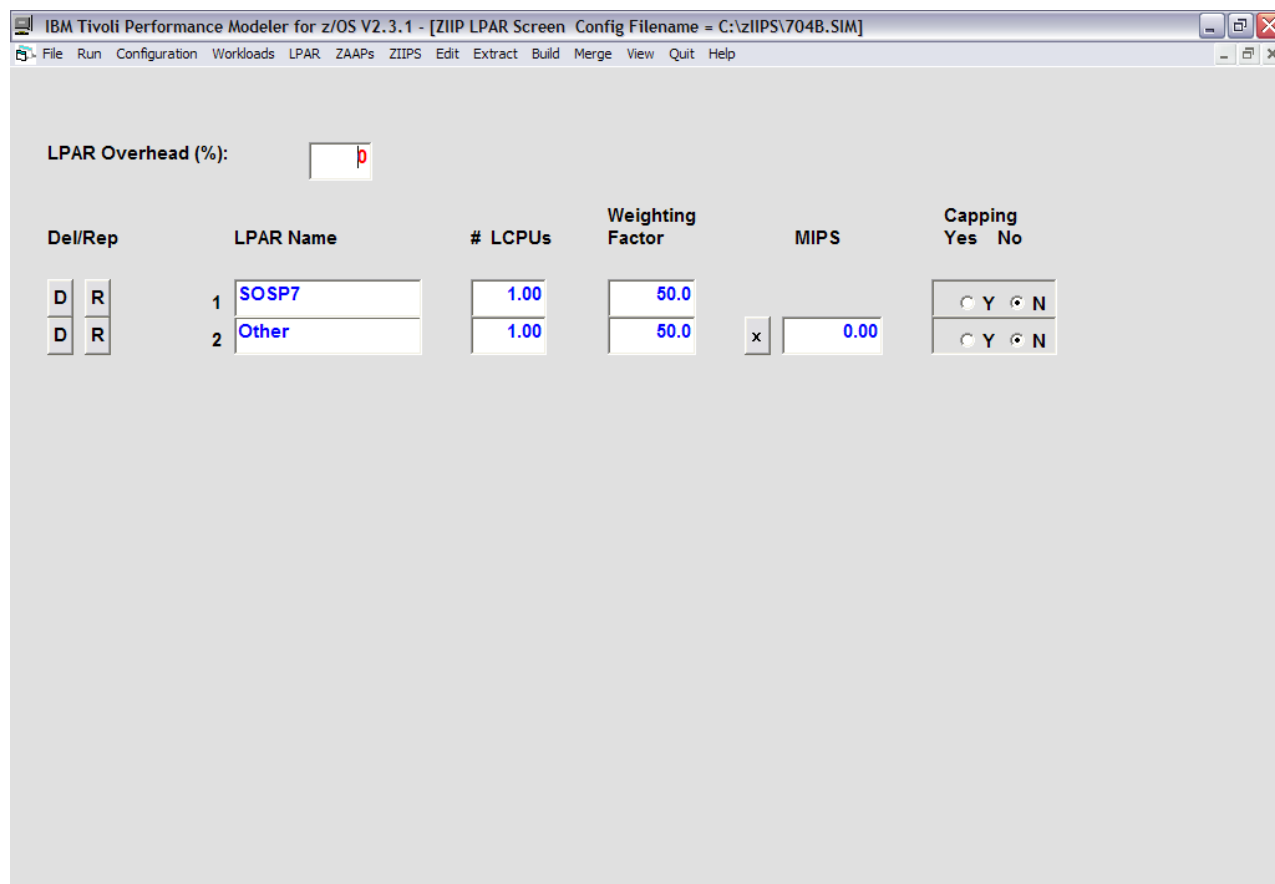 IBM Tivoli Performance Modeler for z/OS V2.3.1 - [ZIIP LPAR Screen  Config Filename = C:\zIIPS\704B.SIM]
File Run Configuration Workloads LPAR ZAAPs ZIIPS Edit Extract Build Merge View Quit Help
LPAR Overhead (%): 0
Weighting Capping
Del/Rep LPAR Name # LCPUs Factor MIPS Yes No
D R 1 SOSP7 1.00 50.0 Y N
D R 2 Other 1.00 50.0 x 0.00 Y N